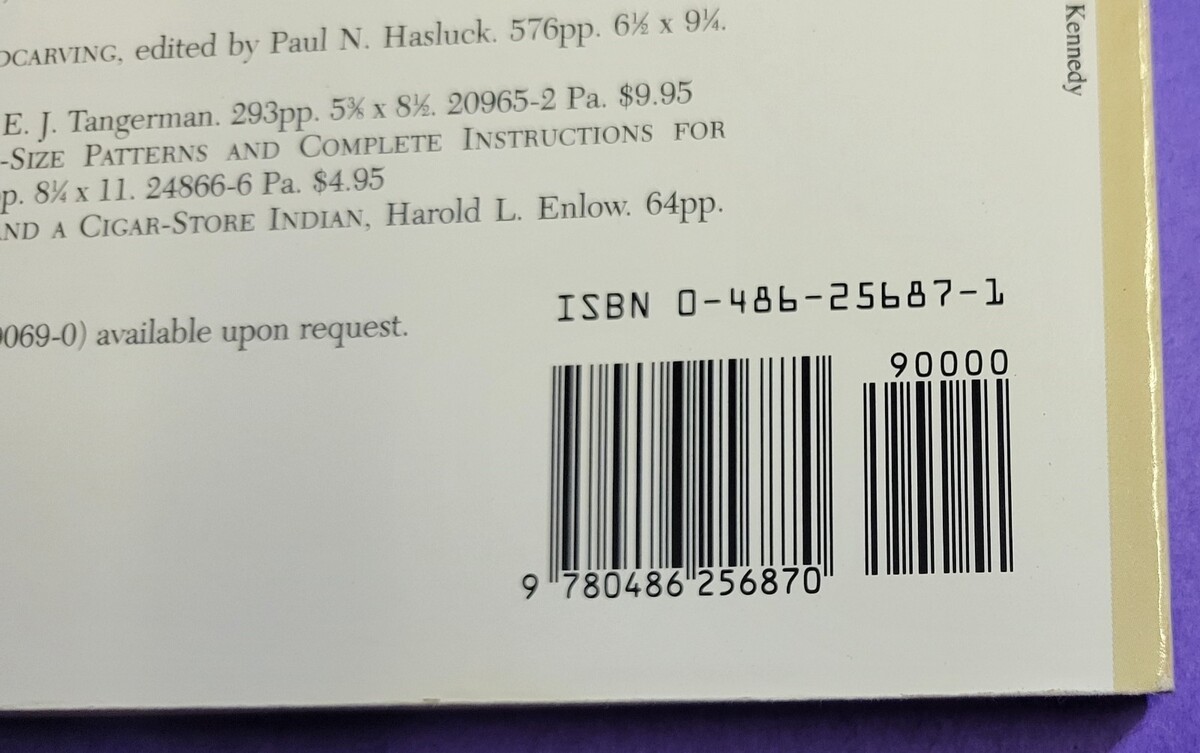 OCARVING, edited by Paul N. Hasluck. 576pp. 6½ x 9¼.
E. J. Tangerman. 293pp. 5⅜ x 8½. 20965-2 Pa. $9.95
-SIZE PATTERNS AND COMPLETE INSTRUCTIONS FOR
p. 8¼ x 11. 24866-6 Pa. $4.95
AND A CIGAR-STORE INDIAN, Harold L. Enlow. 64pp.
0069-0) available upon request.
ISBN 0-486-25687-1
90000
9 780486 256870
Kennedy